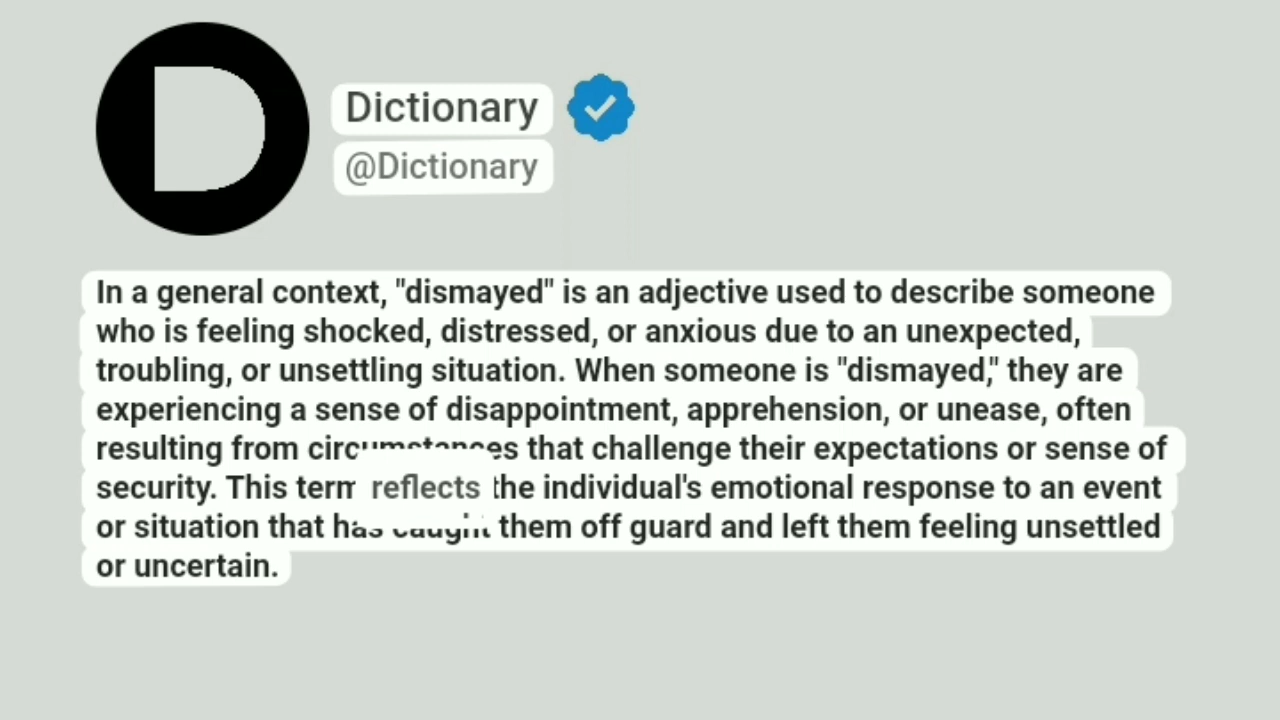 D
Dictionary
@Dictionary
In a general context, "dismayed" is an adjective used to describe someone
who is feeling shocked, distressed, or anxious due to an unexpected,
troubling, or unsettling situation. When someone is "dismayed," they are
experiencing a sense of disappointment, apprehension, or unease, often
resulting from circumstances that challenge their expectations or sense of
security. This term reflects the individual's emotional response to an event
or situation that has caught them off guard and left them feeling unsettled
or uncertain.